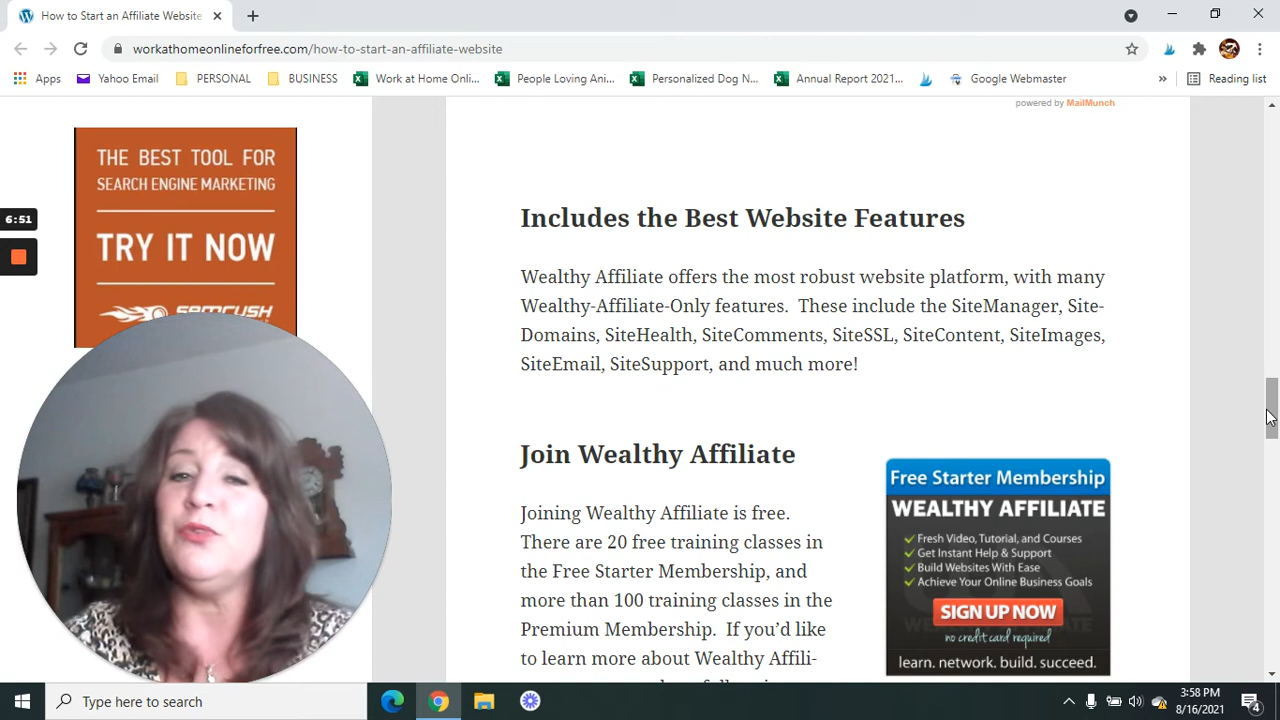 How to Start an Affiliate Website
workathomeonlineforfree.com/how-to-start-an-affiliate-website
Apps
Yahoo Email
PERSONAL
BUSINESS
Work at Home Onli...
People Loving Ani...
Personalized Dog N...
Annual Report 2021...
Google Webmaster
»
Reading list
powered by MailMunch
THE BEST TOOL FOR
SEARCH ENGINE MARKETING
TRY IT NOW
SEMRUSH
6:51
Includes the Best Website Features
Wealthy Affiliate offers the most robust website platform, with many
Wealthy-Affiliate-Only features. These include the SiteManager, Site-
Domains, SiteHealth, SiteComments, SiteSSL, SiteContent, SiteImages,
SiteEmail, SiteSupport, and much more!
Join Wealthy Affiliate
Joining Wealthy Affiliate is free.
There are 20 free training classes in
the Free Starter Membership, and
more than 100 training classes in the
Premium Membership. If you'd like
to learn more about Wealthy Affili-
Free Starter Membership
WEALTHY AFFILIATE
Fresh Video, Tutorial, and Courses
Get Instant Help & Support
Build Websites With Ease
Achieve Your Online Business Goals
SIGN UP NOW
no credit card required
learn. network. build. succeed.
Type here to search
3:58 PM
8/16/2021
4